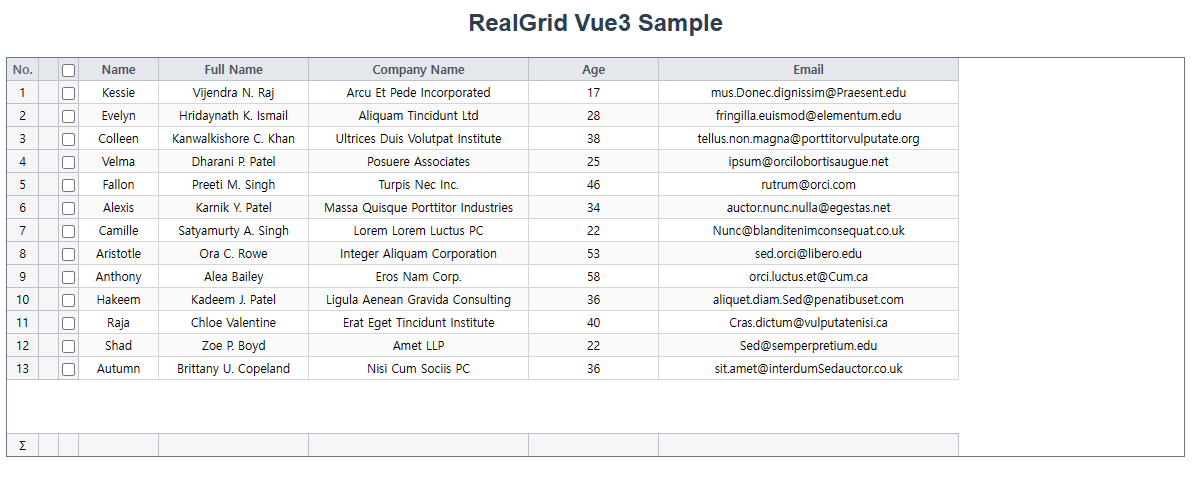 RealGrid Vue3 Sample
No. Name Full Name Company Name Age Email
1 Kessie Vijendra N. Raj Arcu Et Pede Incorporated 17 mus.Donec.dignissim@Praesent.edu
2 Evelyn Hridaynath K. Ismail Aliquam Tincidunt Ltd 28 fringilla.euismod@elementum.edu
3 Colleen Kanwalkishore C. Khan Ultrices Duis Volutpat Institute 38 tellus.non.magna@porttitorvulputate.org
4 Velma Dharani P. Patel Posuere Associates 25 ipsum@orcilobortisaugue.net
5 Fallon Preeti M. Singh Turpis Nec Inc. 46 rutrum@orci.com
6 Alexis Karnik Y. Patel Massa Quisque Porttitor Industries 34 auctor.nunc.nulla@egestas.net
7 Camille Satyamurty A. Singh Lorem Lorem Luctus PC 22 Nunc@blanditenimconsequat.co.uk
8 Aristotle Ora C. Rowe Integer Aliquam Corporation 53 sed.orci@libero.edu
9 Anthony Alea Bailey Eros Nam Corp. 58 orci.luctus.et@Cum.ca
10 Hakeem Kadeem J. Patel Ligula Aenean Gravida Consulting 36 aliquet.diam.Sed@penatibuset.com
11 Raja Chloe Valentine Erat Eget Tincidunt Institute 40 Cras.dictum@vulputatenisi.ca
12 Shad Zoe P. Boyd Amet LLP 22 Sed@semperpretium.edu
13 Autumn Brittany U. Copeland Nisi Cum Sociis PC 36 sit.amet@interdumSedauctor.co.uk
Σ